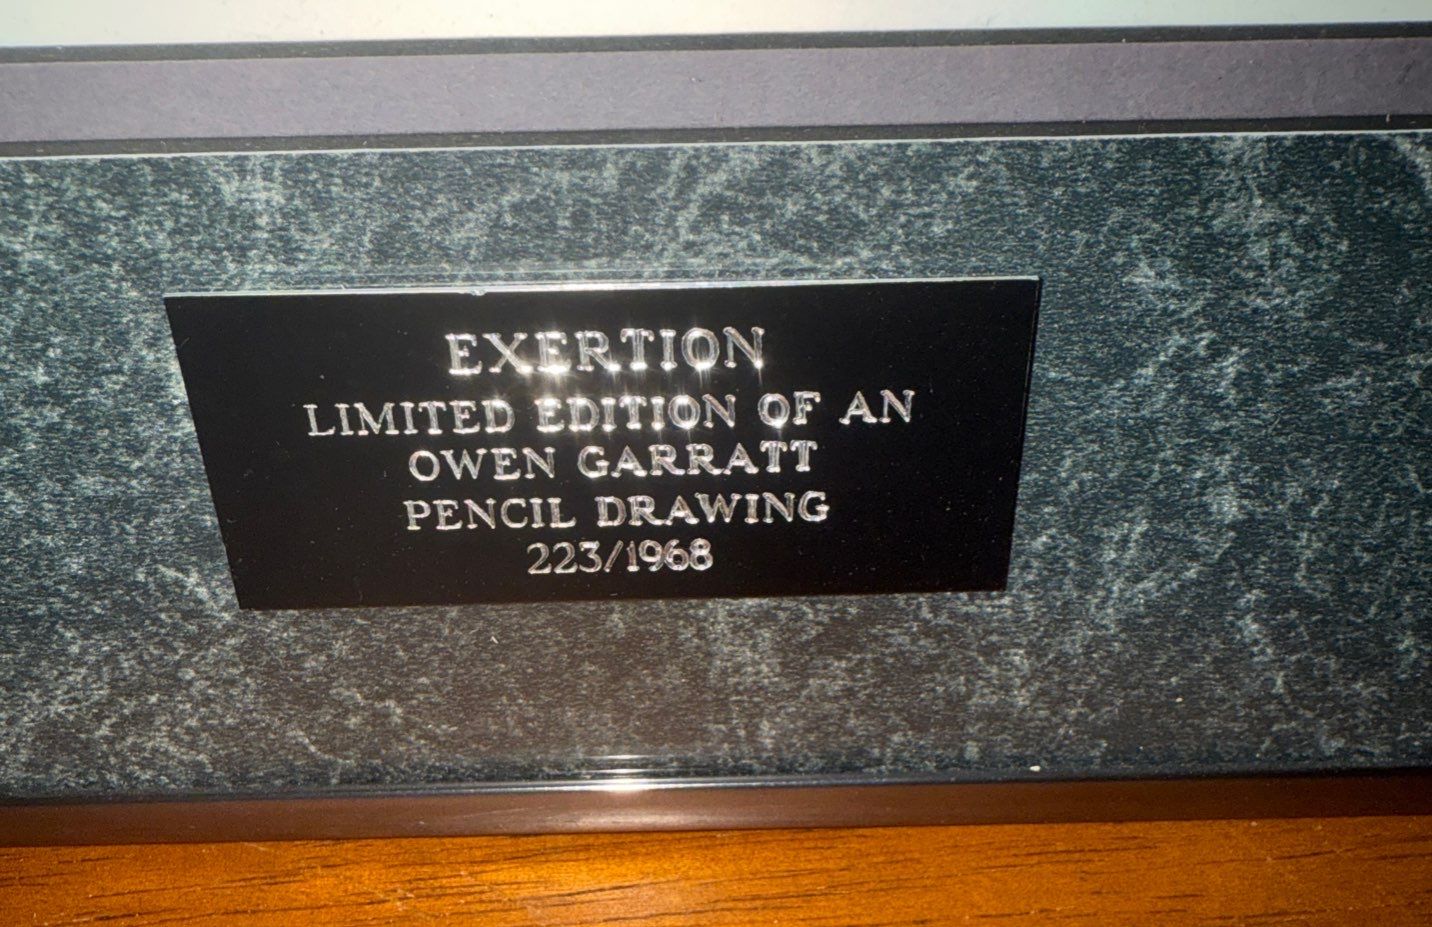 EXERTION
LIMITED EDITION OF AN
OWEN GARRATT
PENCIL DRAWING
223/1968